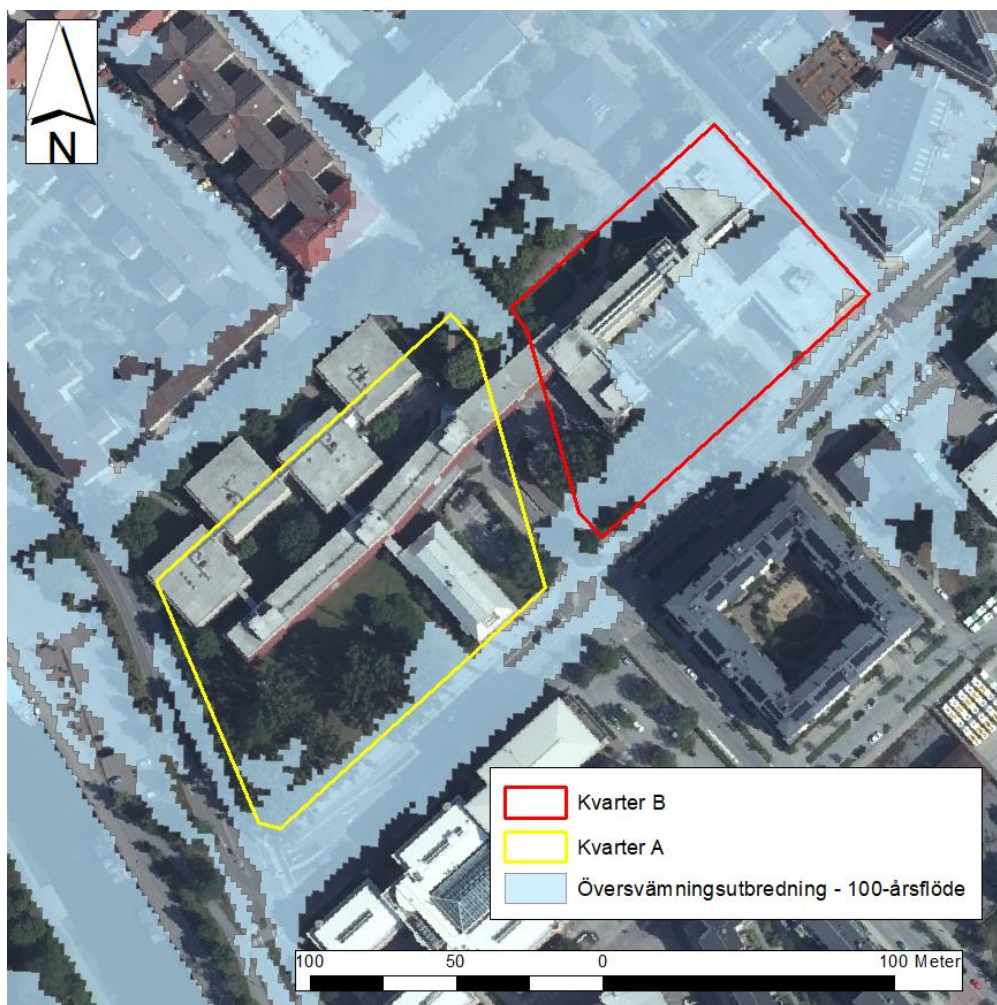 N
Kvarter B
Kvarter A
Översvämningsutbredning - 100-årsflöde
100 50 0 100 Meter